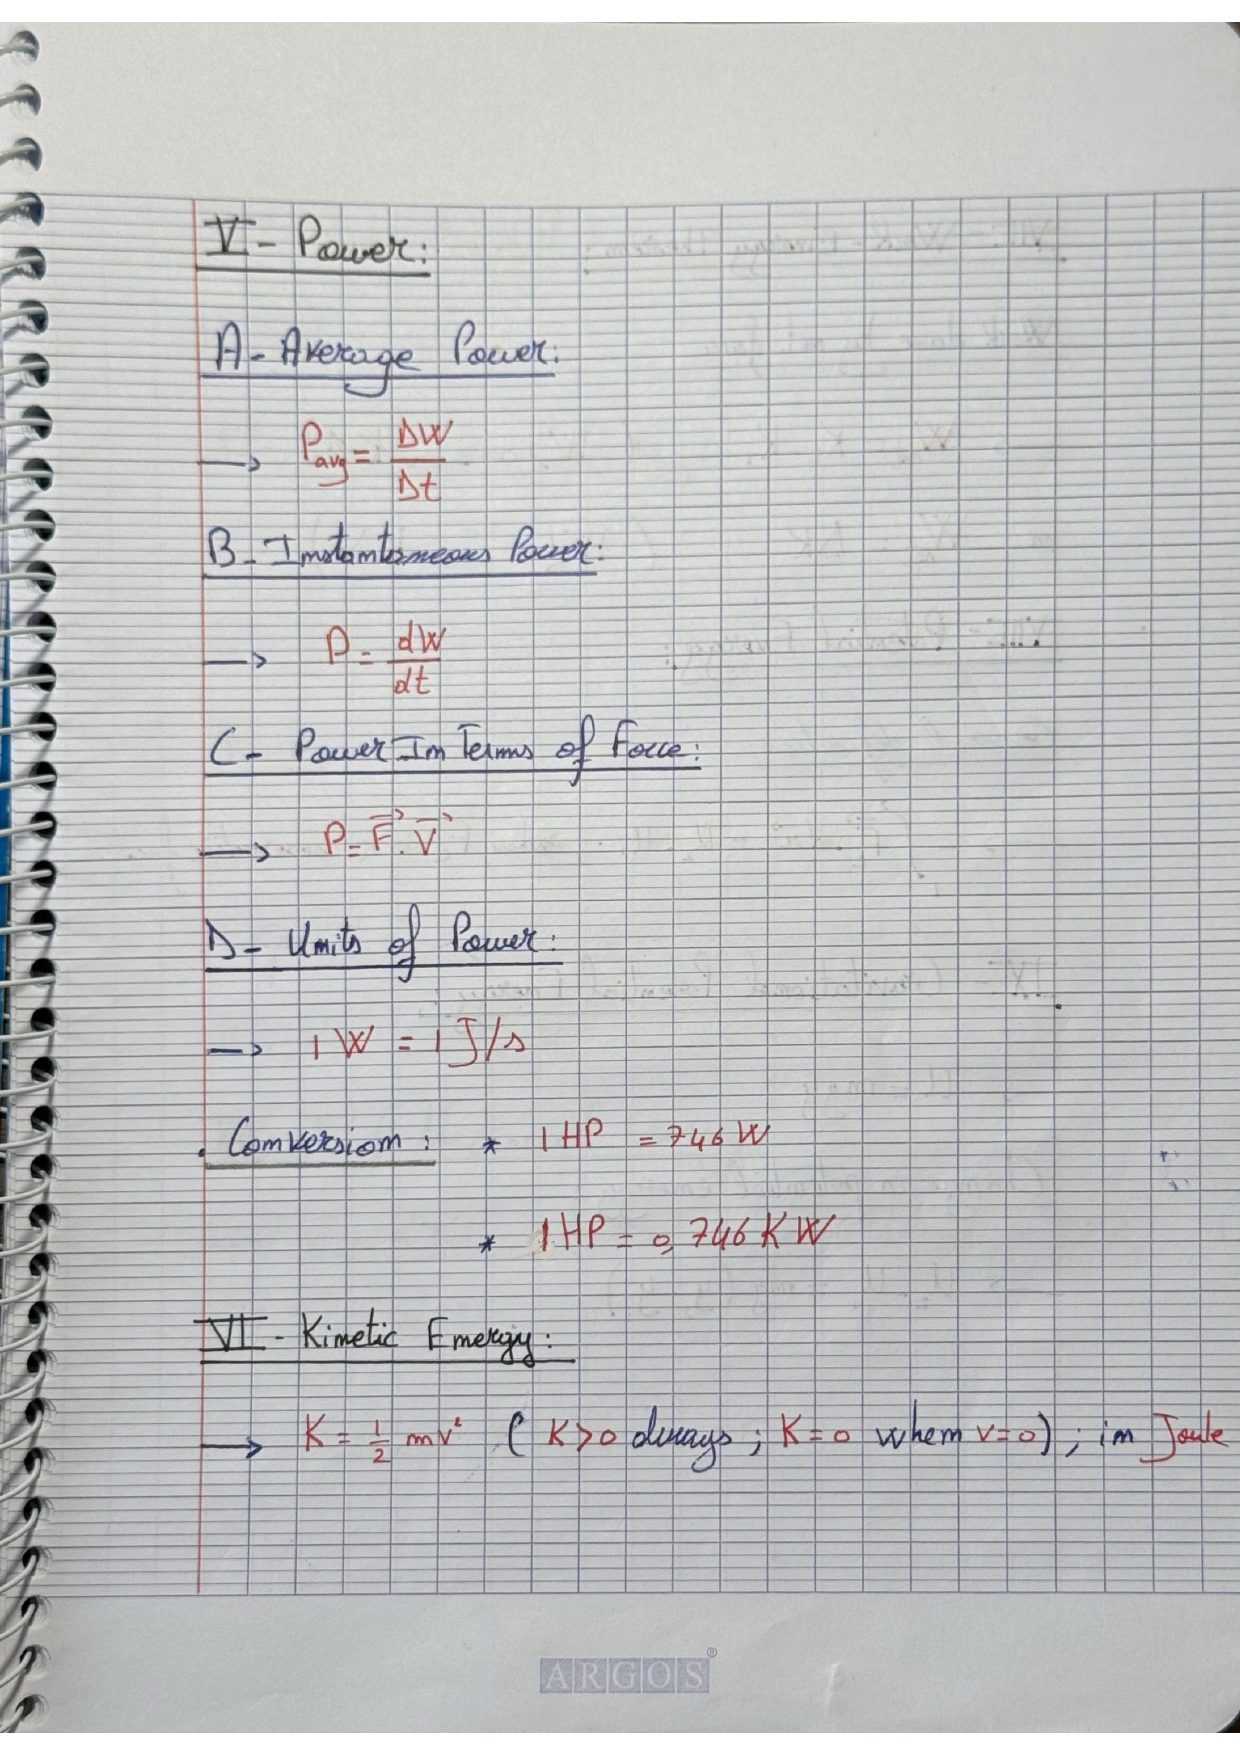 V - Power:
A - Average Power:
→ Pavg = ΔW/Δt
B - Instantaneous Power:
→ P = dW/dt
C - Power In Terms of Force:
→ P = F⃗ . V⃗
D - Units of Power:
→ 1 W = 1 J/s
. Conversion : * 1 HP = 746 W
* 1 HP = 0,746 KW
VI - Kinetic Energy:
→ K = 1/2 mv² ( K>0 always ; K=0 when v=0) ; in Joule
ARGOS®